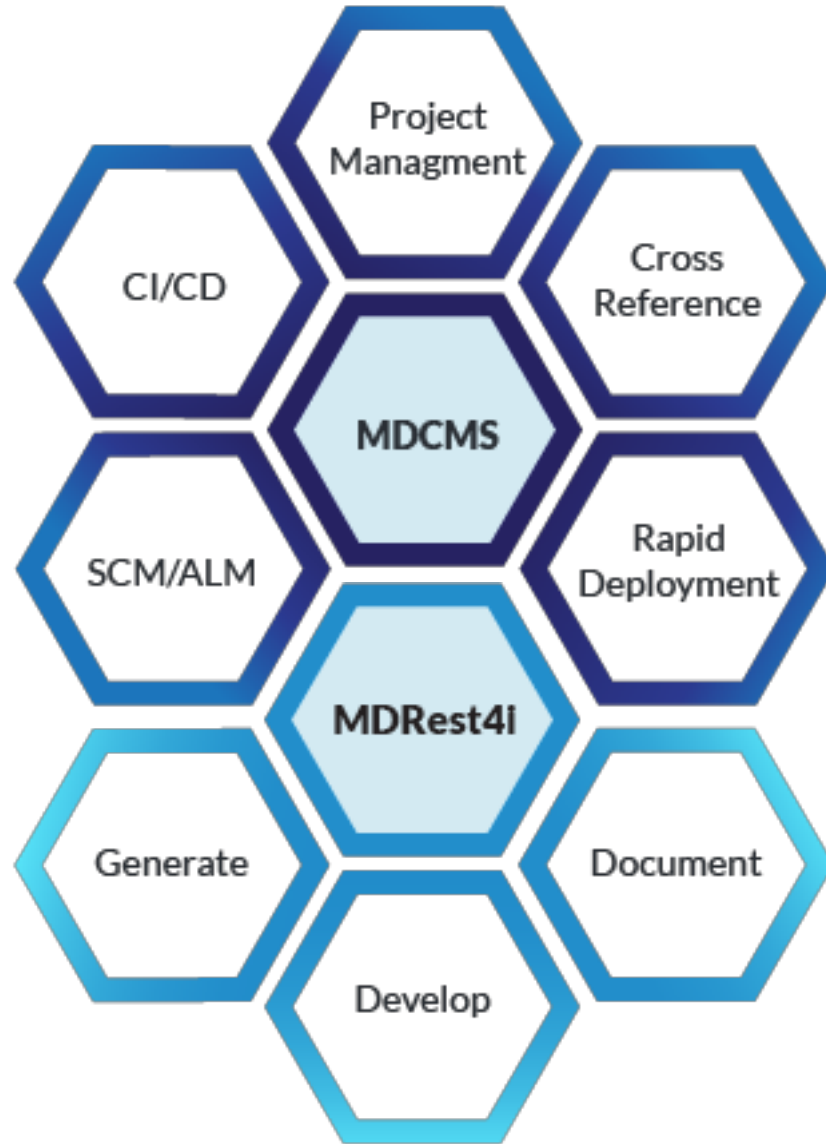 Project
Managment
CI/CD
Cross
Reference
MDCMS
SCM/ALM
Rapid
Deployment
MDRest4i
Generate
Document
Develop